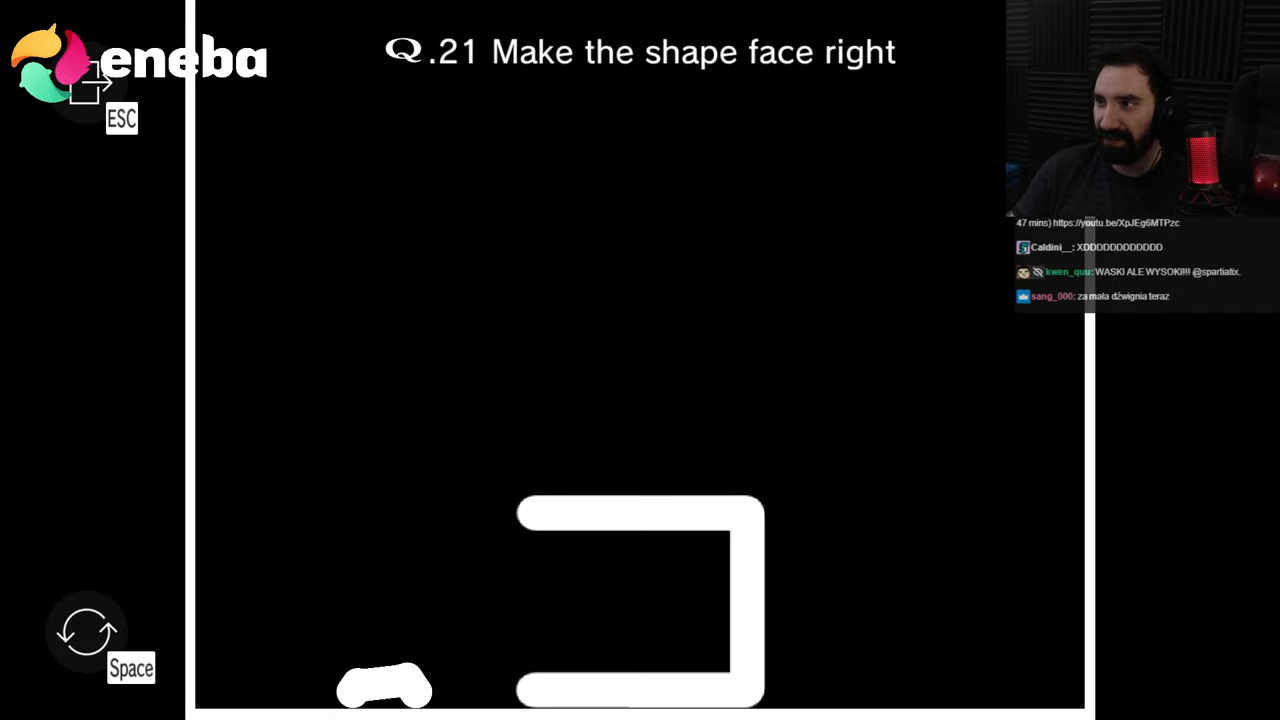 eneba
Q.21 Make the shape face right
ESC
47 mins) https://youtu.be/XpJEg6MTPzc
Caldini__: XDDDDDDDDDDDD
kwen_quu: WASKI ALE WYSOKI!!!! @spartiatix.
sang_000: za mała dźwignia teraz
Space